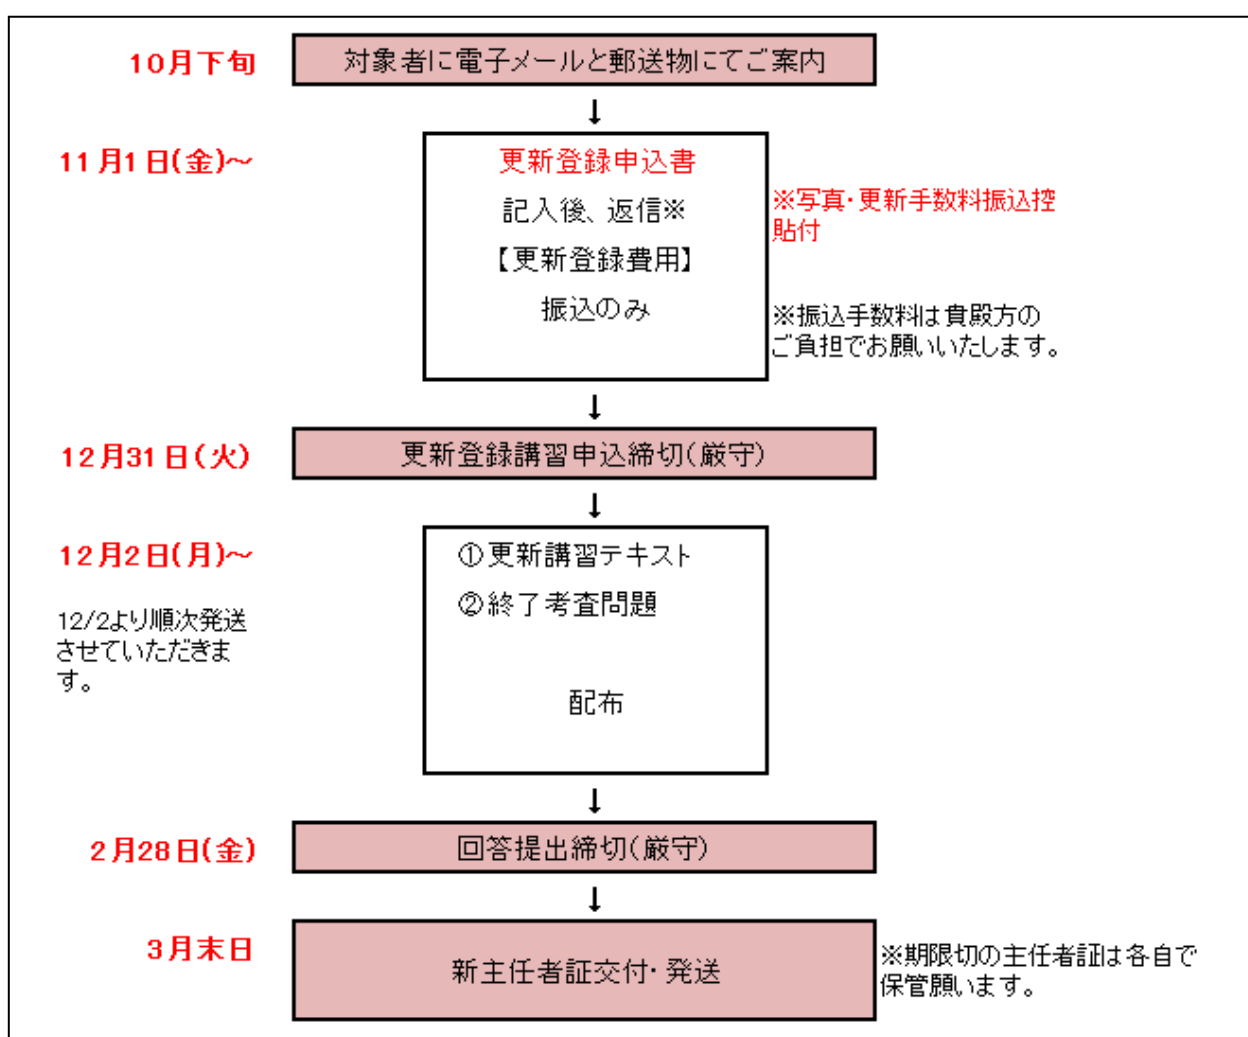 10月下旬
対象者に電子メールと郵送物にてご案内
↓
11月1日(金)～
更新登録申込書
記入後、返信※
【更新登録費用】
振込のみ
※写真・更新手数料振込控
貼付
※振込手数料は貴殿方の
ご負担でお願いいたします。
↓
12月31日(火)
更新登録講習申込締切(厳守)
↓
12月2日(月)～
12/2より順次発送
させていただきま
す。
①更新講習テキスト
②終了考査問題
配布
↓
2月28日(金)
回答提出締切(厳守)
↓
3月末日
新主任者証交付・発送
※期限切の主任者証は各自で
保管願います。